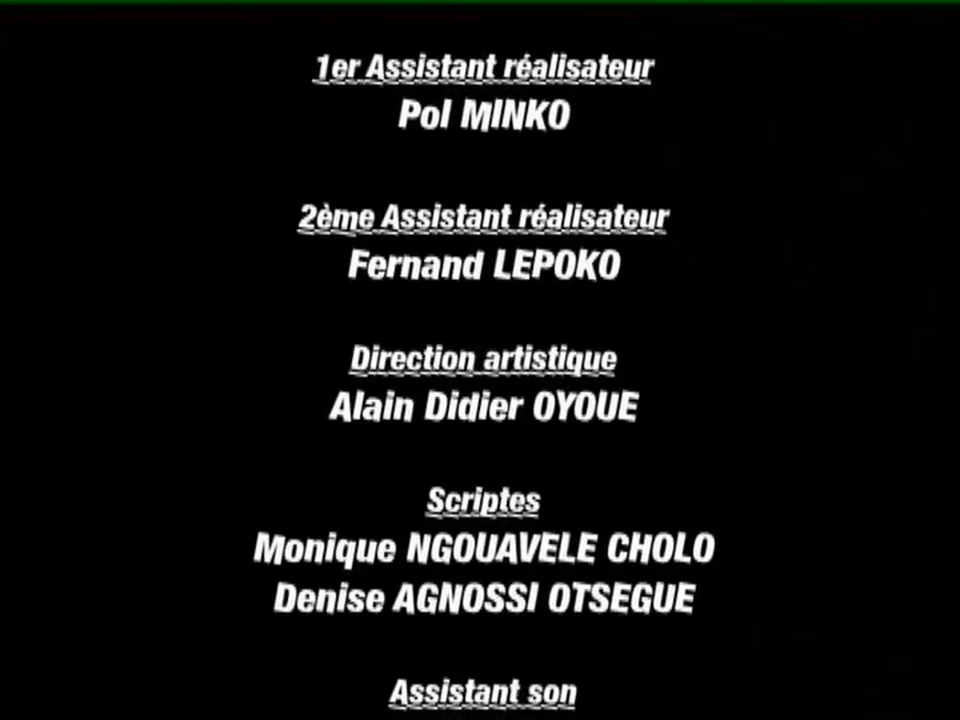 1er Assistant réalisateur
Pol MINKO
2ème Assistant réalisateur
Fernand LEPOKO
Direction artistique
Alain Didier OYOUE
Scriptes
Monique NGOUAVELE CHOLO
Denise AGNOSSI OTSEGUE
Assistant son